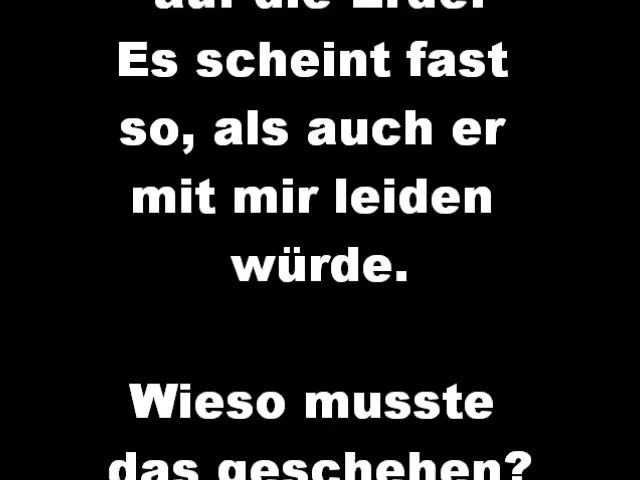 auf die Erde.
Es scheint fast
so, als auch er
mit mir leiden
würde.
Wieso musste
das geschehen?